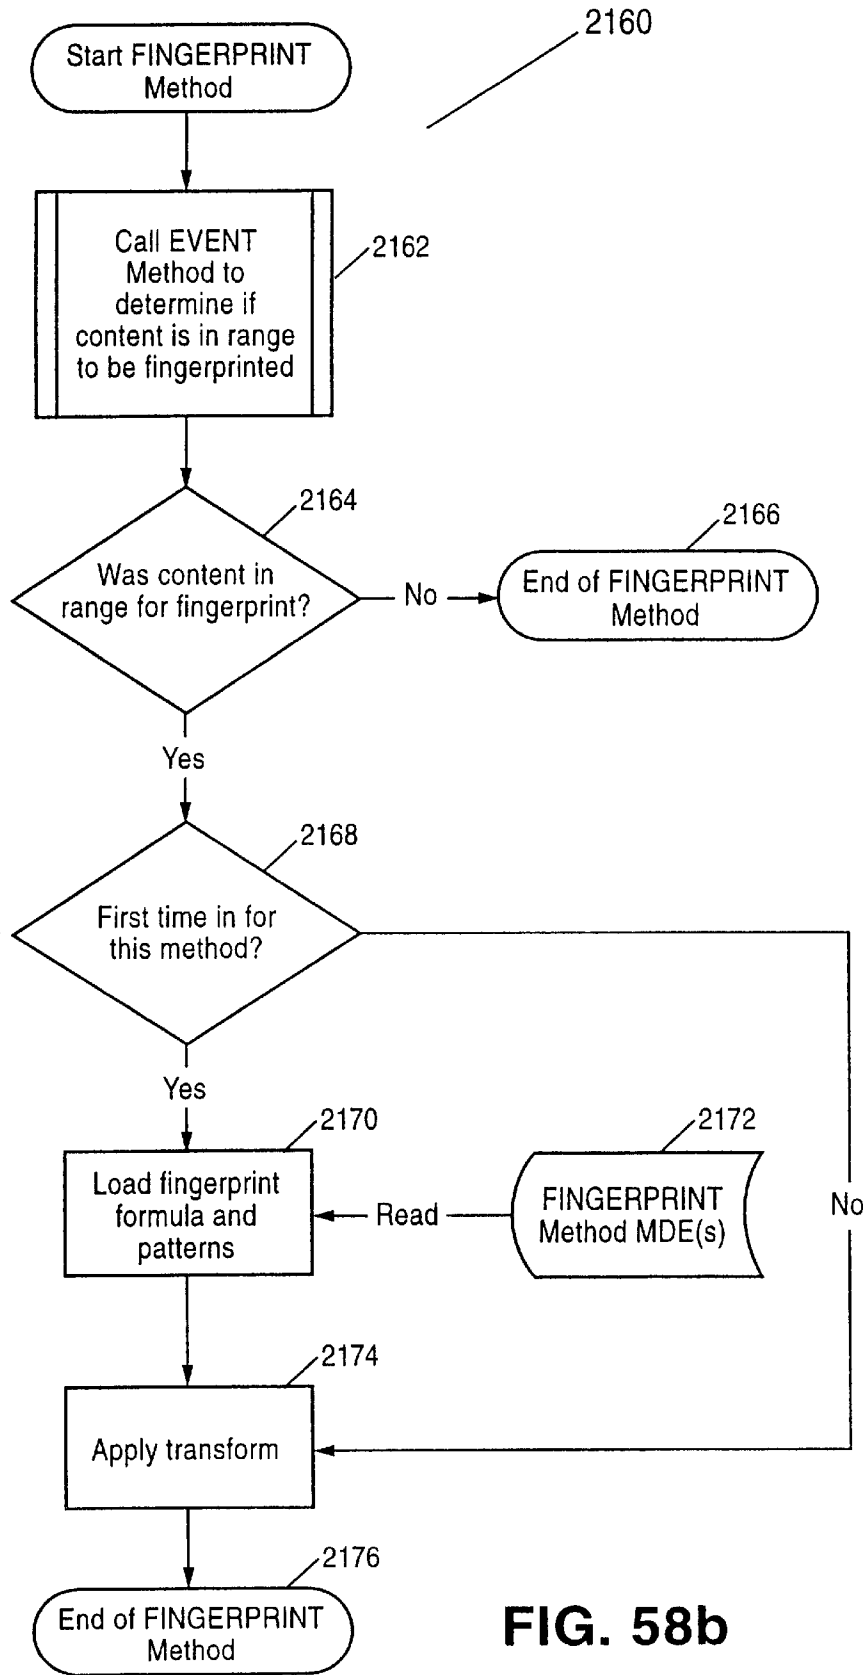 2160
Start FINGERPRINT
Method
Call EVENT
Method to
determine if
content is in range
to be fingerprinted
2162
2164
Was content in
range for fingerprint?
No
2166
End of FINGERPRINT
Method
Yes
2168
First time in for
this method?
Yes
2170
Load fingerprint
formula and
patterns
Read
2172
FINGERPRINT
Method MDE(s)
No
2174
Apply transform
2176
End of FINGERPRINT
Method
FIG. 58b